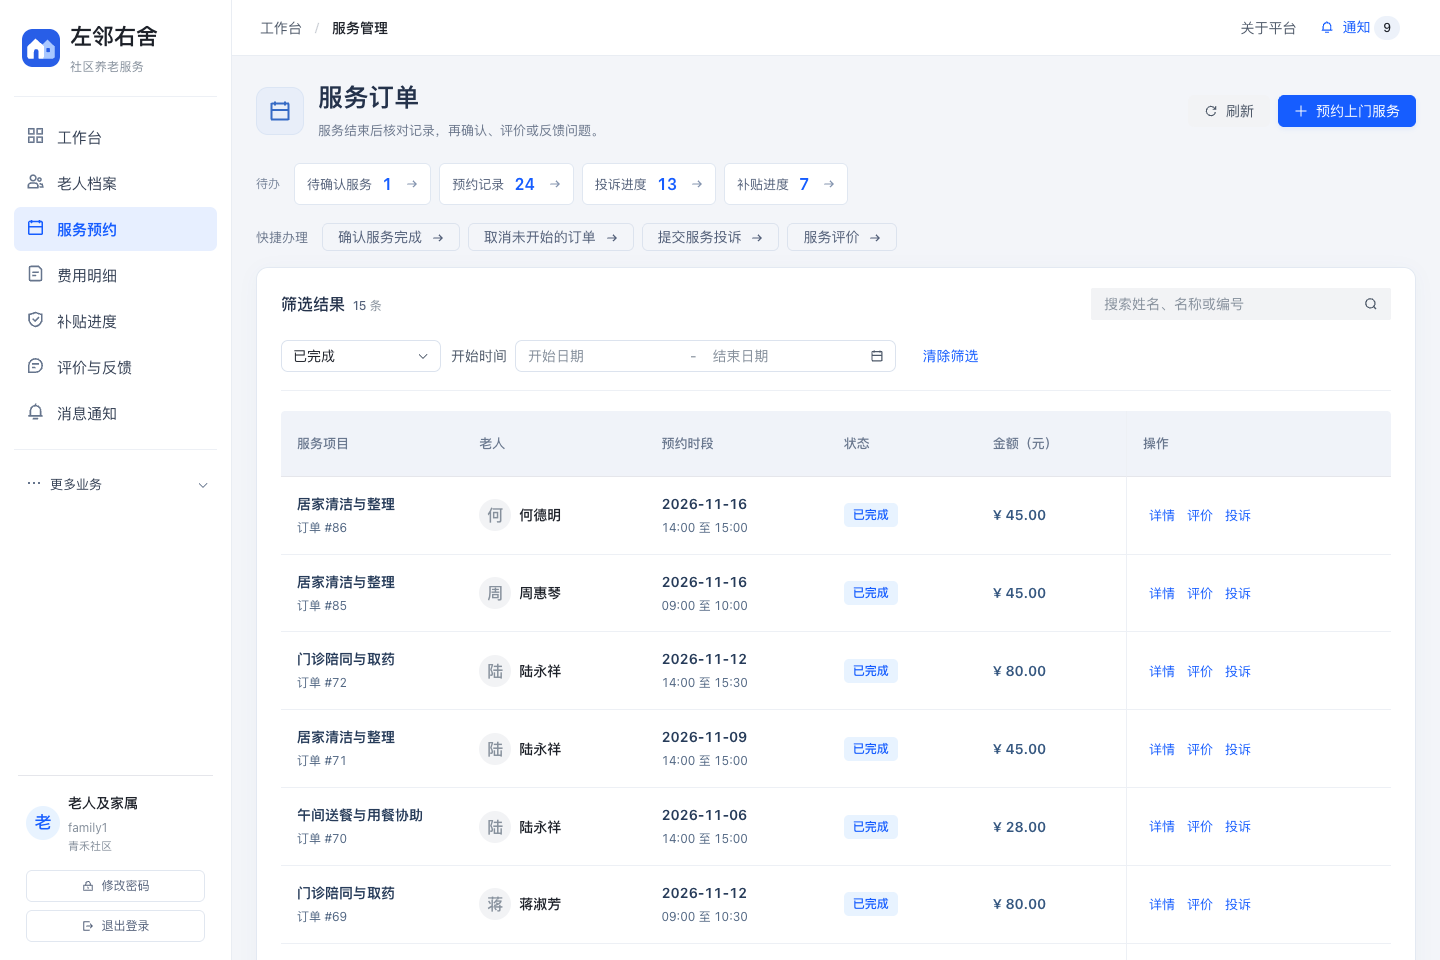 左邻右舍
社区养老服务
工作台
老人档案
服务预约
费用明细
补贴进度
评价与反馈
消息通知
更多业务
老
老人及家属
family1
青禾社区
修改密码
退出登录
工作台 / 服务管理
关于平台 通知 9
服务订单
服务结束后核对记录，再确认、评价或反馈问题。
刷新 预约上门服务
待办 待确认服务 1 → 预约记录 24 → 投诉进度 13 → 补贴进度 7 →
快捷办理 确认服务完成 → 取消未开始的订单 → 提交服务投诉 → 服务评价 →
筛选结果 15 条
搜索姓名、名称或编号
已完成 开始时间 开始日期 - 结束日期 清除筛选
服务项目 老人 预约时段 状态 金额（元） 操作
居家清洁与整理 2026-11-16
何 何德明 已完成 ¥ 45.00 详情 评价 投诉
订单 #86 14:00 至 15:00
居家清洁与整理 2026-11-16
周 周惠琴 已完成 ¥ 45.00 详情 评价 投诉
订单 #85 09:00 至 10:00
门诊陪同与取药 2026-11-12
陆 陆永祥 已完成 ¥ 80.00 详情 评价 投诉
订单 #72 14:00 至 15:30
居家清洁与整理 2026-11-09
陆 陆永祥 已完成 ¥ 45.00 详情 评价 投诉
订单 #71 14:00 至 15:00
午间送餐与用餐协助 2026-11-06
陆 陆永祥 已完成 ¥ 28.00 详情 评价 投诉
订单 #70 14:00 至 15:00
门诊陪同与取药 2026-11-12
蒋 蒋淑芳 已完成 ¥ 80.00 详情 评价 投诉
订单 #69 09:00 至 10:30